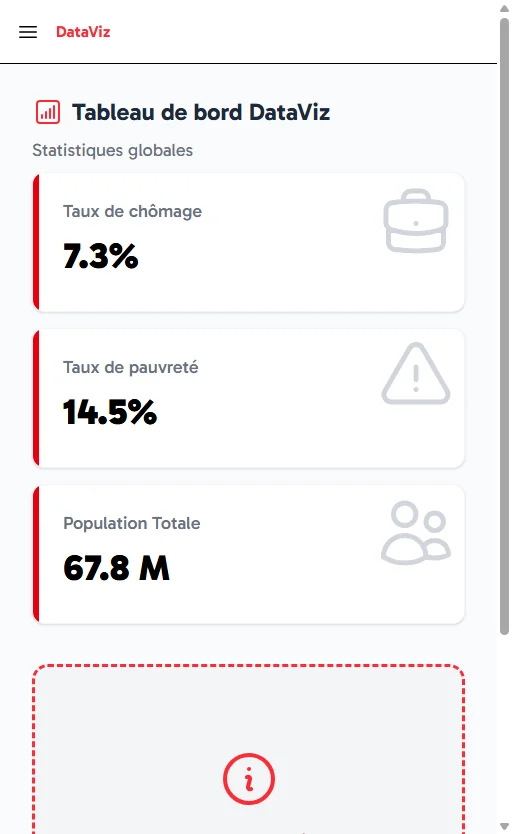 DataViz
Tableau de bord DataViz
Statistiques globales
Taux de chômage
7.3%
Taux de pauvreté
14.5%
Population Totale
67.8 M